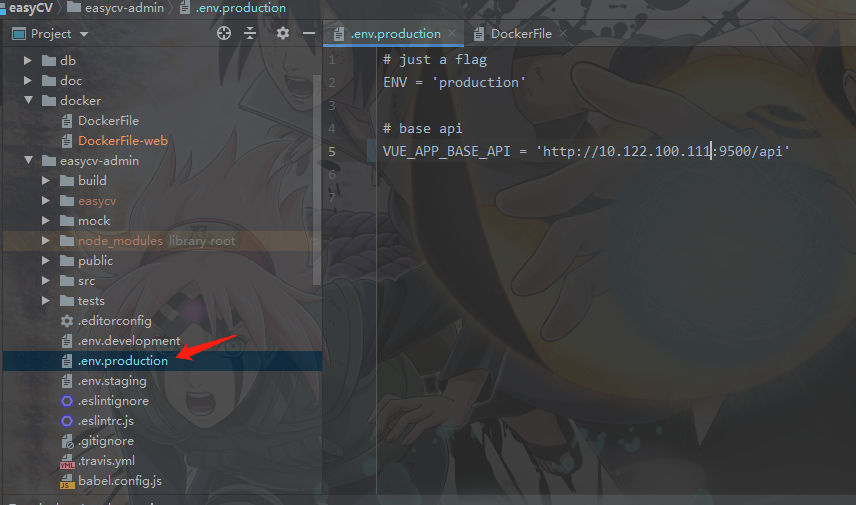 easyCV easycv-admin .env.production
Project
.env.production
DockerFile
db
doc
docker
DockerFile
DockerFile-web
easycv-admin
build
easycv
mock
node_modules library root
public
src
tests
.editorconfig
.env.development
.env.production
.env.staging
.eslintignore
.eslintrc.js
.gitignore
.travis.yml
babel.config.js
1 # just a flag
2 ENV = 'production'
3
4 # base api
5 VUE_APP_BASE_API = 'http://10.122.100.111:9500/api'
6
7